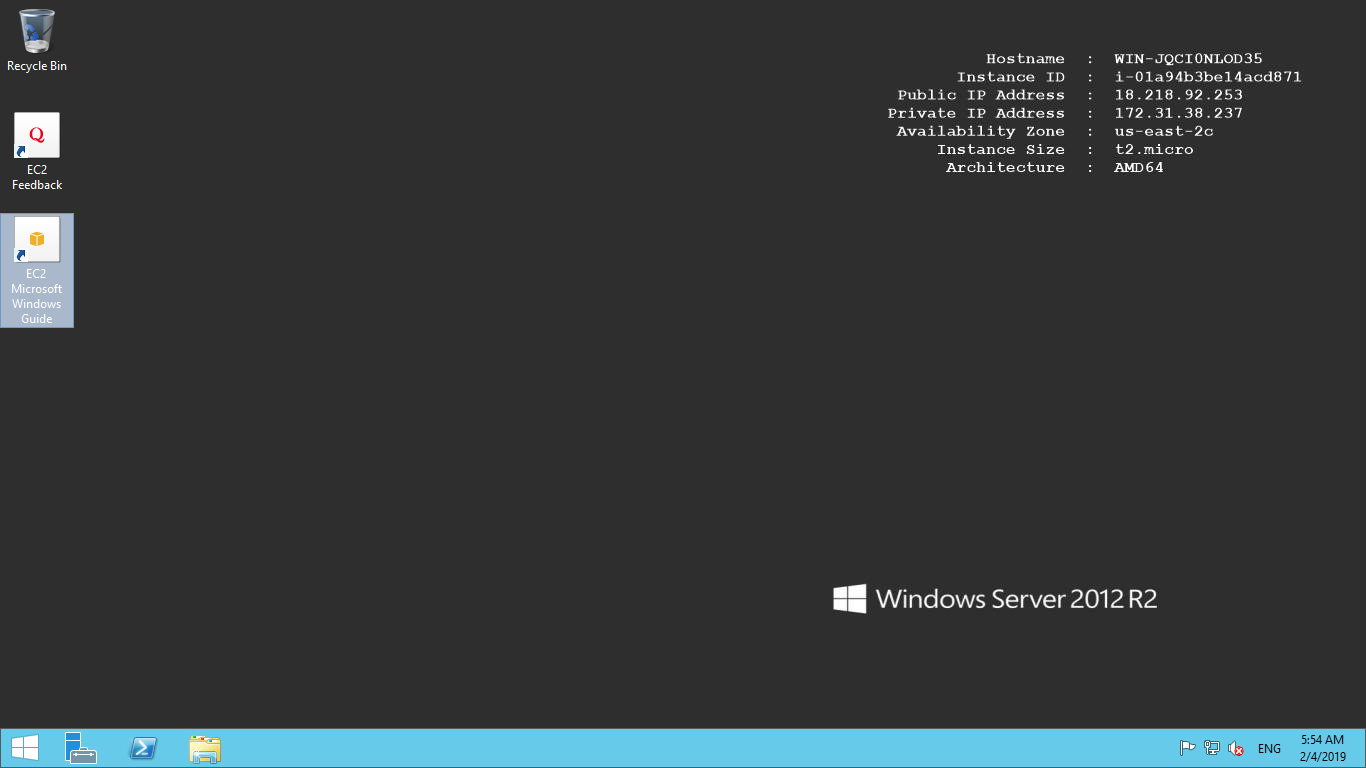 Recycle Bin
EC2
Feedback
EC2
Microsoft
Windows
Guide
Hostname : WIN-JQCI0NLOD35
Instance ID : i-01a94b3be14acd871
Public IP Address : 18.218.92.253
Private IP Address : 172.31.38.237
Availability Zone : us-east-2c
Instance Size : t2.micro
Architecture : AMD64
Windows Server 2012 R2
ENG
5:54 AM
2/4/2019